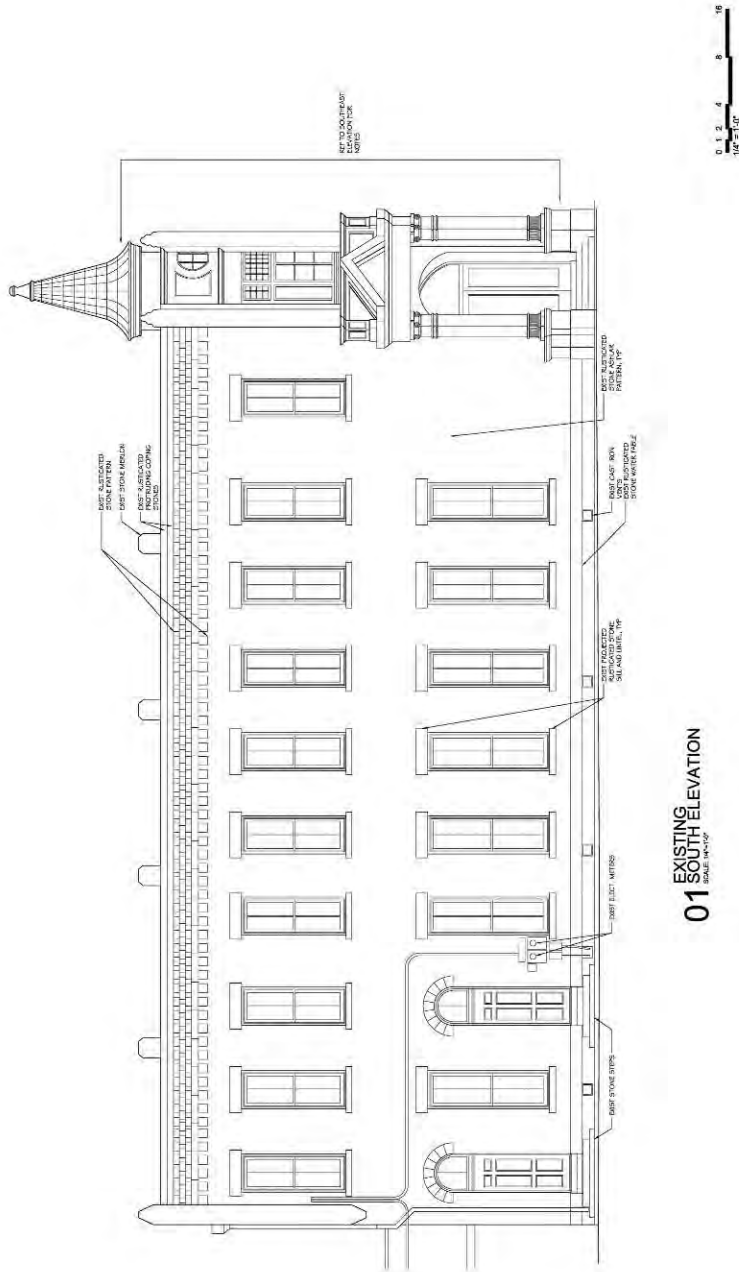 REF TO SOUTHEAST
ELEVATION FOR
NOTES
EXIST RUSTICATED
STONE PATTERN
EXIST STONE MERLON
EXIST RUSTICATED
PROTRUDING COPING
STONES
EXIST RUSTICATED
STONE ASHLAR
PATTERN, TYP
EXIST CAST IRON
VENTS
EXIST RUSTICATED
STONE WATER TABLE
EXIST PROJECTED
RUSTICATED STONE
SILL AND LINTEL, TYP
EXIST ELECT. METERS
EXIST STONE STEPS
01 EXISTING
SOUTH ELEVATION
SCALE: 1/4"=1'-0"
0 1 2 4 8 16
1/4" = 1'-0"